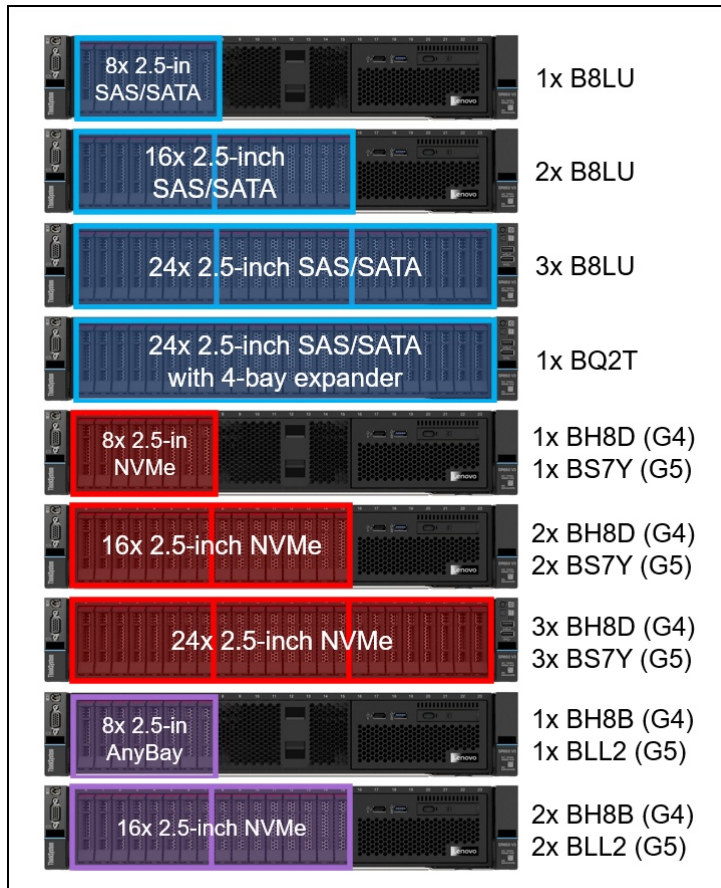 8x 2.5-in
SAS/SATA
1x B8LU
16x 2.5-inch
SAS/SATA
2x B8LU
24x 2.5-inch SAS/SATA
3x B8LU
24x 2.5-inch SAS/SATA
with 4-bay expander
1x BQ2T
8x 2.5-in
NVMe
1x BH8D (G4)
1x BS7Y (G5)
16x 2.5-inch NVMe
2x BH8D (G4)
2x BS7Y (G5)
24x 2.5-inch NVMe
3x BH8D (G4)
3x BS7Y (G5)
8x 2.5-in
AnyBay
1x BH8B (G4)
1x BLL2 (G5)
16x 2.5-inch NVMe
2x BH8B (G4)
2x BLL2 (G5)